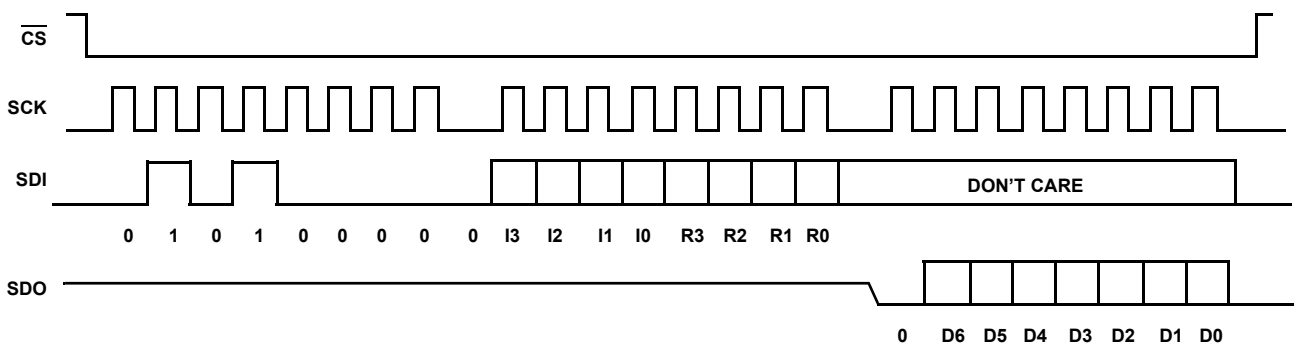 CS
SCK
SDI
DON'T CARE
0 1 0 1 0 0 0 0 0 I3 I2 I1 I0 R3 R2 R1 R0
SDO
0 D6 D5 D4 D3 D2 D1 D0